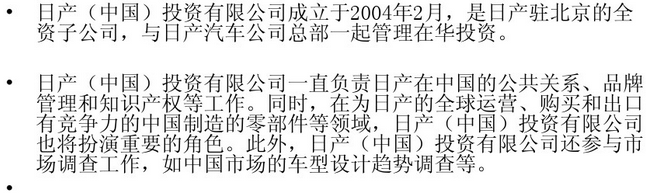 • 日产（中国）投资有限公司成立于2004年2月，是日产驻北京的全
资子公司，与日产汽车公司总部一起管理在华投资。
• 日产（中国）投资有限公司一直负责日产在中国的公共关系、品牌
管理和知识产权等工作。同时，在为日产的全球运营、购买和出口
有竞争力的中国制造的零部件等领域，日产（中国）投资有限公司
也将扮演重要的角色。此外，日产（中国）投资有限公司还参与市
场调查工作，如中国市场的车型设计趋势调查等。
•